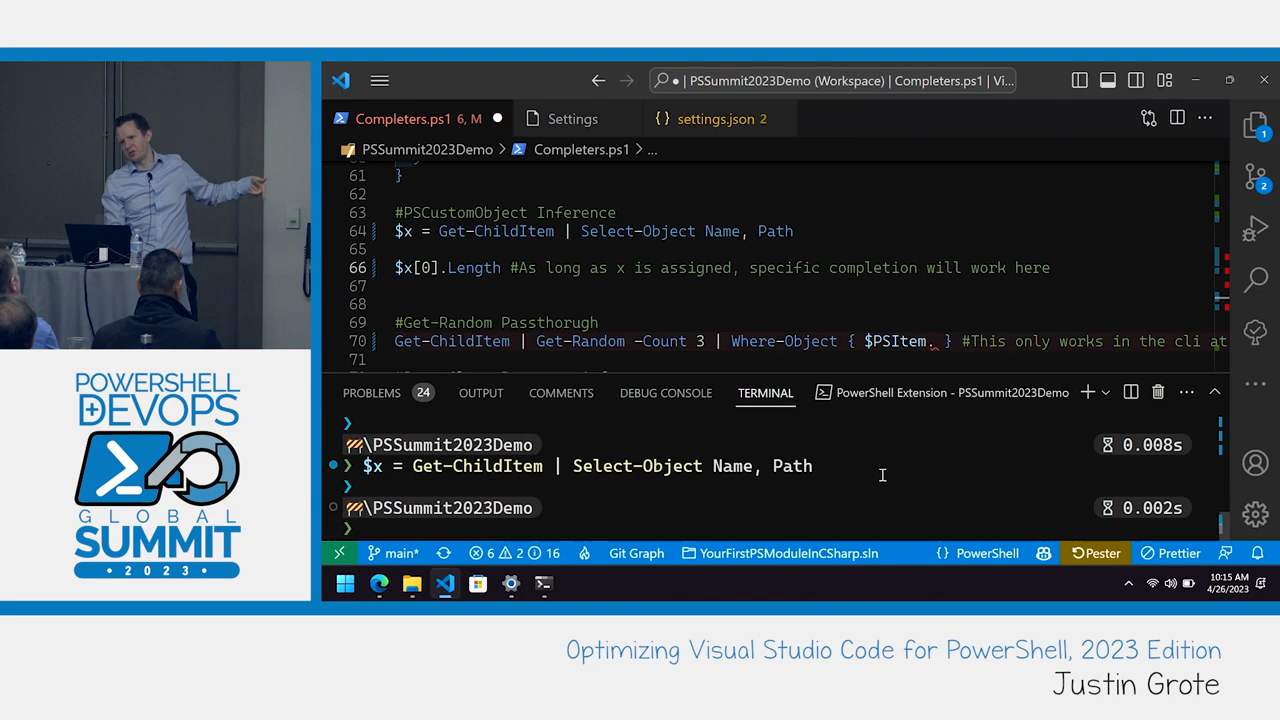 ● | PSSummit2023Demo (Workspace) | Completers.ps1 | Vi...
Completers.ps1 6, M
Settings
{} settings.json 2
PSSummit2023Demo > Completers.ps1 > ...
61 }
62
63 #PSCustomObject Inference
64 $x = Get-ChildItem | Select-Object Name, Path
65
66 $x[0].Length #As long as x is assigned, specific completion will work here
67
68
69 #Get-Random Passthorugh
70 Get-ChildItem | Get-Random -Count 3 | Where-Object { $PSItem. } #This only works in the cli at
71
PROBLEMS 24 OUTPUT COMMENTS DEBUG CONSOLE TERMINAL PowerShell Extension - PSSummit2023Demo
1
2
❯
\PSSummit2023Demo 0.008s
❯ $x = Get-ChildItem | Select-Object Name, Path
❯
\PSSummit2023Demo 0.002s
❯
main* 6 2 16 Git Graph YourFirstPSModuleInCSharp.sln {} PowerShell Pester Prettier
10:15 AM
4/26/2023
POWERSHELL
+DEVOPS
GLOBAL
SUMMIT
• 2023 •
Optimizing Visual Studio Code for PowerShell, 2023 Edition
Justin Grote